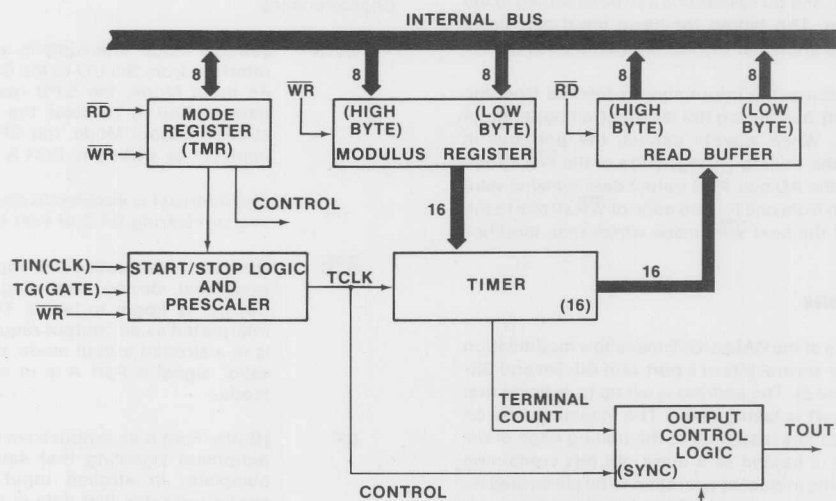 INTERNAL BUS
8
8
8
8
8
RD
WR
MODE
REGISTER
(TMR)
WR
(HIGH
BYTE)
(LOW
BYTE)
MODULUS REGISTER
RD
(HIGH
BYTE)
(LOW
BYTE)
READ BUFFER
CONTROL
16
16
TIN(CLK)
TG(GATE)
WR
START/STOP LOGIC
AND
PRESCALER
TCLK
TIMER
(16)
TERMINAL
COUNT
OUTPUT
CONTROL
LOGIC
(SYNC)
TOUT
CONTROL